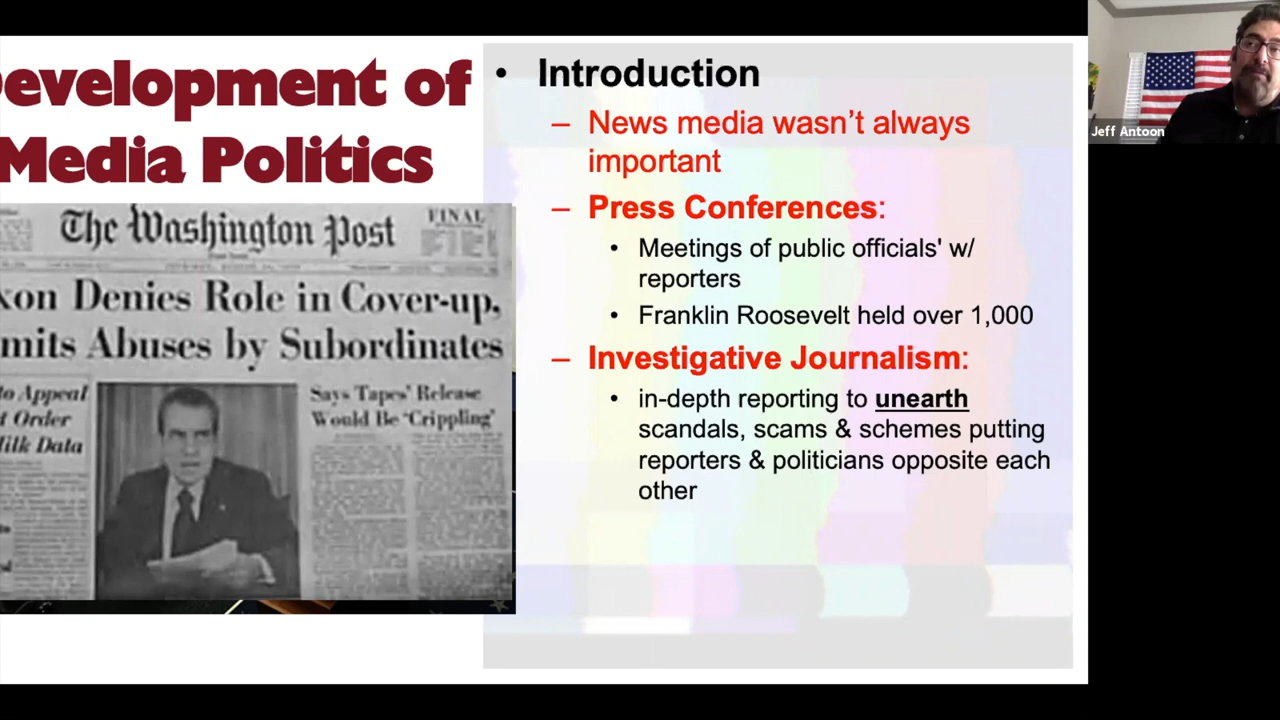 evelopment of
Media Politics
The Washington Post
FINAL
xon Denies Role in Cover-up,
mits Abuses by Subordinates
to Appeal
t Order
Milk Data
Says Tapes' Release
Would Be 'Crippling'
• Introduction
– News media wasn’t always
important
– Press Conferences:
• Meetings of public officials' w/
reporters
• Franklin Roosevelt held over 1,000
– Investigative Journalism:
• in-depth reporting to unearth
scandals, scams & schemes putting
reporters & politicians opposite each
other
Jeff Antoon